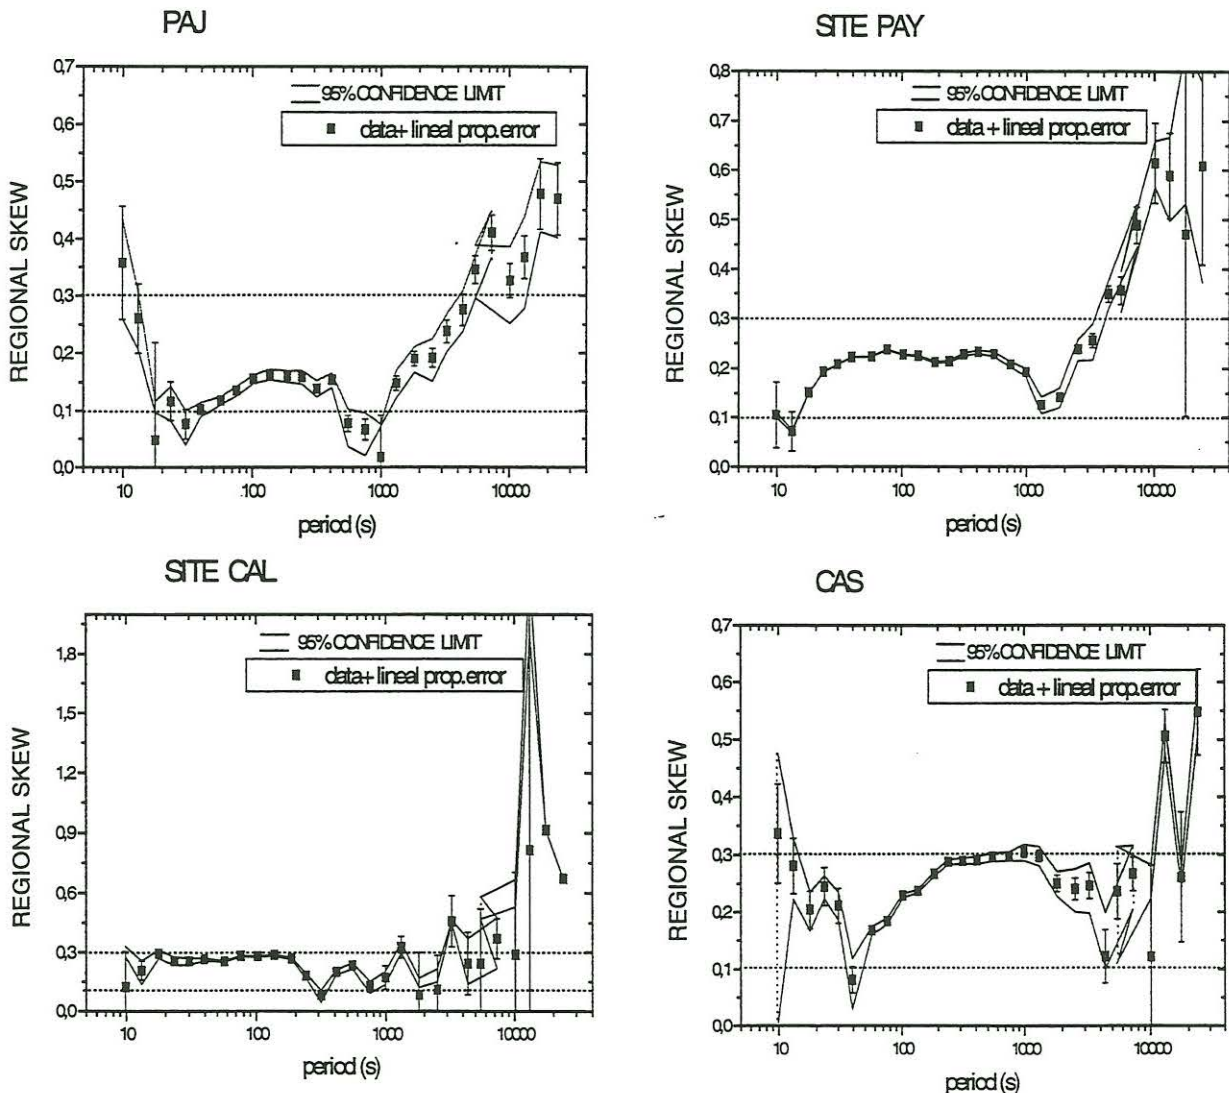 PAJ
0,7
0,6
0,5
0,4
0,3
0,2
0,1
0,0
REGIONAL SKEW
95% CONFIDENCE LIMIT
data+ lineal prop.error
10
100
1000
10000
period (s)
SITE PAY
0,8
0,7
0,6
0,5
0,4
0,3
0,2
0,1
0,0
REGIONAL SKEW
95% CONFIDENCE LIMIT
data + lineal prop.error
10
100
1000
10000
period (s)
SITE CAL
1,8
1,5
1,2
0,9
0,6
0,3
0,0
REGIONAL SKEW
95% CONFIDENCE LIMIT
data+ lineal prop.error
10
100
1000
10000
period (s)
CAS
0,7
0,6
0,5
0,4
0,3
0,2
0,1
0,0
REGIONAL SKEW
95% CONFIDENCE LIMIT
data + lineal prop.error
10
100
1000
10000
period (s)